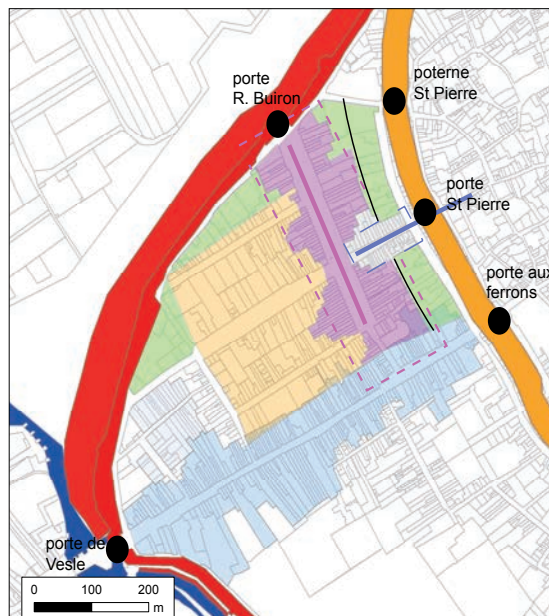 porte
R. Buiron
poterne
St Pierre
porte
St Pierre
porte aux
ferrons
porte de
Vesle
0 100 200
m